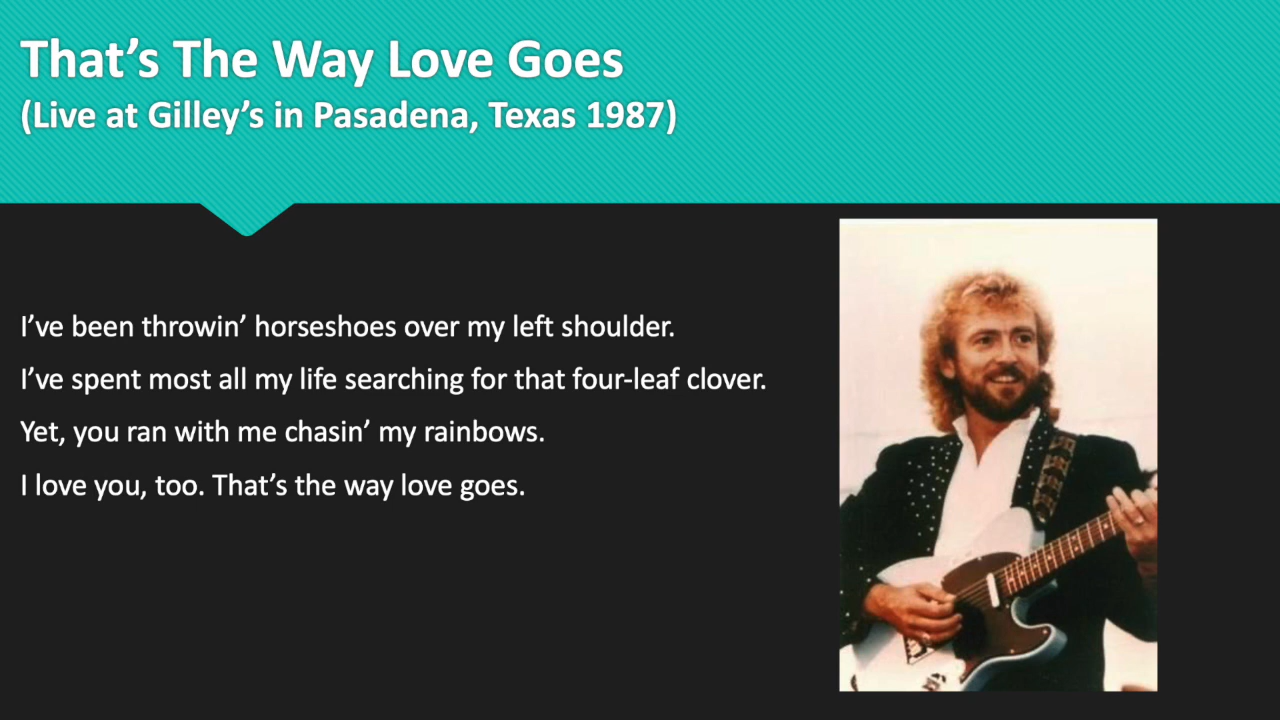 That’s The Way Love Goes
(Live at Gilley’s in Pasadena, Texas 1987)
I’ve been throwin’ horseshoes over my left shoulder.
I’ve spent most all my life searching for that four-leaf clover.
Yet, you ran with me chasin’ my rainbows.
I love you, too. That’s the way love goes.